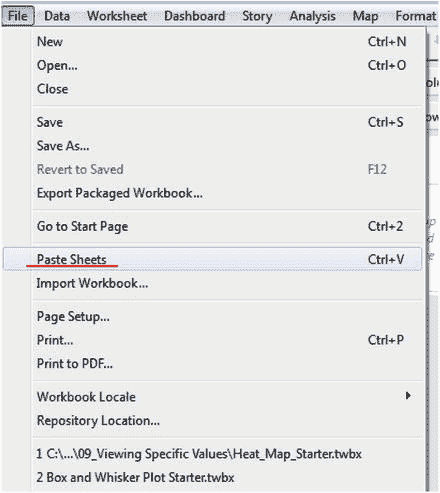 File Data Worksheet Dashboard Story Analysis Map Format
New Ctrl+N
Open... Ctrl+O
Close
Save Ctrl+S
Save As...
Revert to Saved F12
Export Packaged Workbook...
Go to Start Page Ctrl+2
Paste Sheets Ctrl+V
Import Workbook...
Page Setup...
Print... Ctrl+P
Print to PDF...
Workbook Locale
Repository Location...
1 C:\...\09_Viewing Specific Values\Heat_Map_Starter.twbx
2 Box and Whisker Plot Starter.twbx